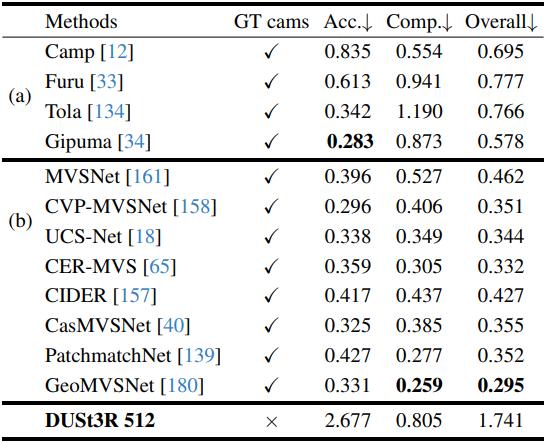 Methods GT cams Acc.↓ Comp.↓ Overall↓
(a)
Camp [12] ✓ 0.835 0.554 0.695
Furu [33] ✓ 0.613 0.941 0.777
Tola [134] ✓ 0.342 1.190 0.766
Gipuma [34] ✓ 0.283 0.873 0.578
(b)
MVSNet [161] ✓ 0.396 0.527 0.462
CVP-MVSNet [158] ✓ 0.296 0.406 0.351
UCS-Net [18] ✓ 0.338 0.349 0.344
CER-MVS [65] ✓ 0.359 0.305 0.332
CIDER [157] ✓ 0.417 0.437 0.427
CasMVSNet [40] ✓ 0.325 0.385 0.355
PatchmatchNet [139] ✓ 0.427 0.277 0.352
GeoMVSNet [180] ✓ 0.331 0.259 0.295
DUSt3R 512 × 2.677 0.805 1.741